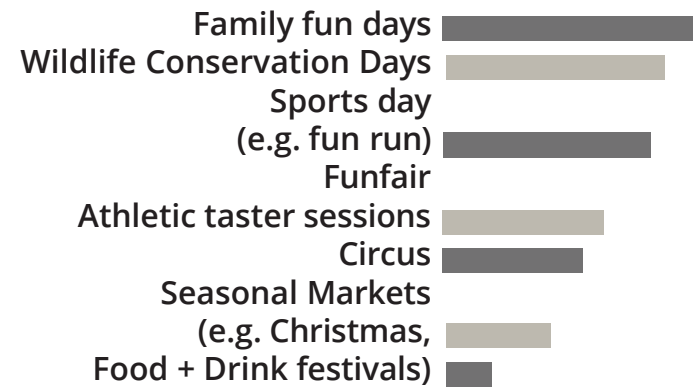 Family fun days
Wildlife Conservation Days
Sports day
(e.g. fun run)
Funfair
Athletic taster sessions
Circus
Seasonal Markets
(e.g. Christmas,
Food + Drink festivals)